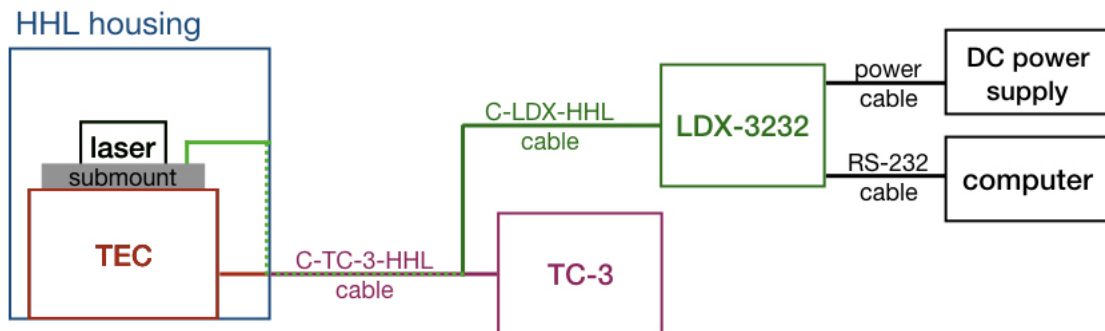 HHL housing
laser
submount
TEC
C-TC-3-HHL
cable
C-LDX-HHL
cable
TC-3
LDX-3232
power
cable
RS-232
cable
DC power
supply
computer